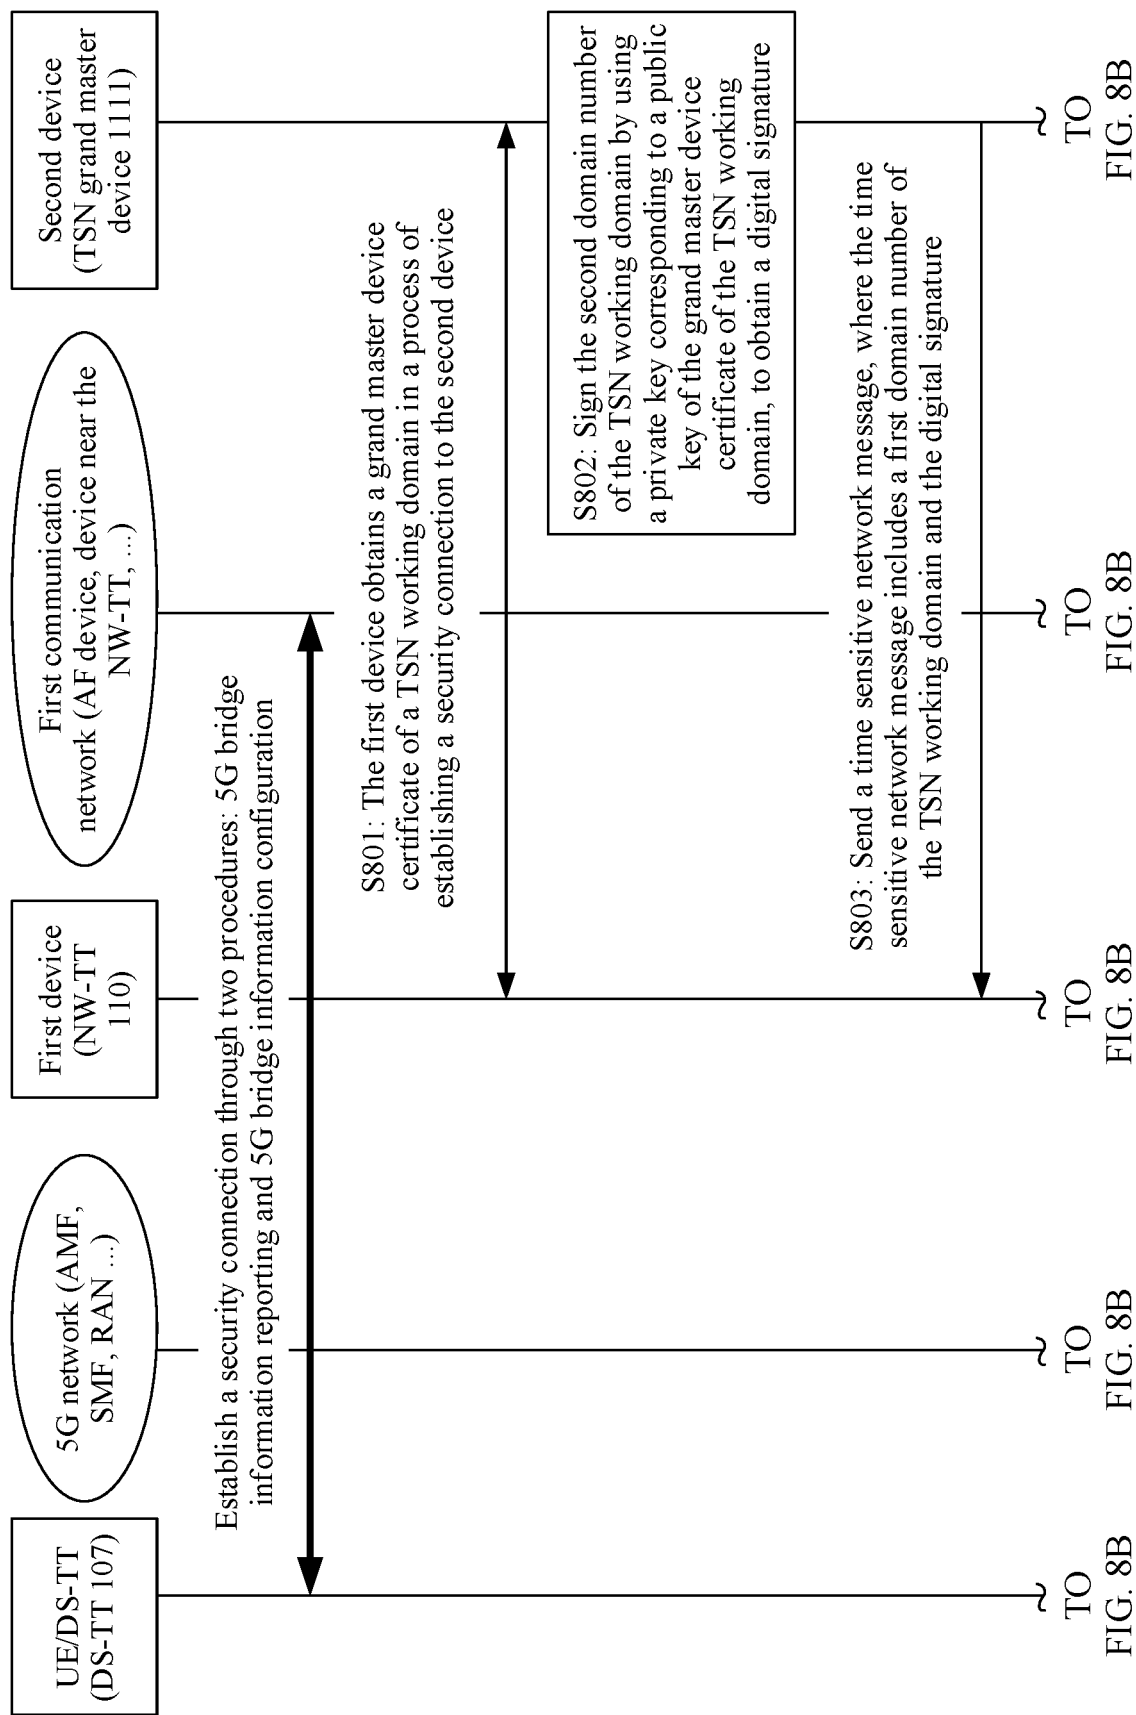 UE/DS-TT
(DS-TT 107)
5G network (AMF,
SMF, RAN ...)
First device
(NW-TT
110)
First communication
network (AF device, device near the
NW-TT, ...)
Second device
(TSN grand master
device 1111)
Establish a security connection through two procedures: 5G bridge
information reporting and 5G bridge information configuration
S801: The first device obtains a grand master device
certificate of a TSN working domain in a process of
establishing a security connection to the second device
S802: Sign the second domain number
of the TSN working domain by using
a private key corresponding to a public
key of the grand master device
certificate of the TSN working
domain, to obtain a digital signature
S803: Send a time sensitive network message, where the time
sensitive network message includes a first domain number of
the TSN working domain and the digital signature
TO
FIG. 8B
TO
FIG. 8B
TO
FIG. 8B
TO
FIG. 8B
TO
FIG. 8B